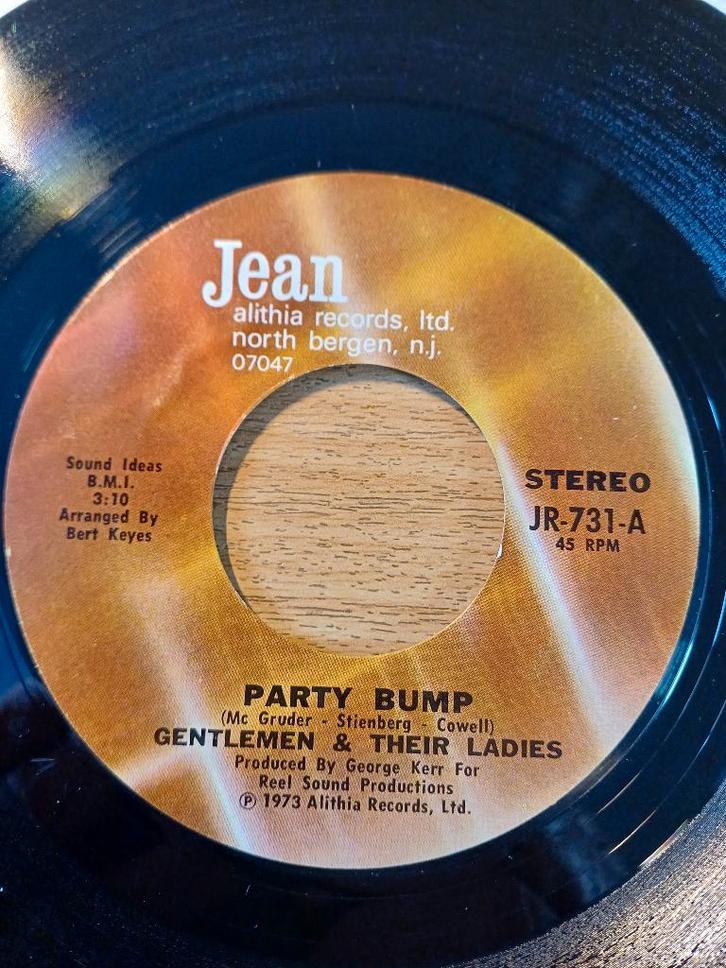 Jean
alithia records, ltd.
north bergen, n.j.
07047
Sound Ideas
B.M.I.
3:10
Arranged By
Bert Keyes
STEREO
JR-731-A
45 RPM
PARTY BUMP
(Mc Gruder - Stienberg - Cowell)
GENTLEMEN & THEIR LADIES
Produced By George Kerr For
Reel Sound Productions
℗ 1973 Alithia Records, Ltd.